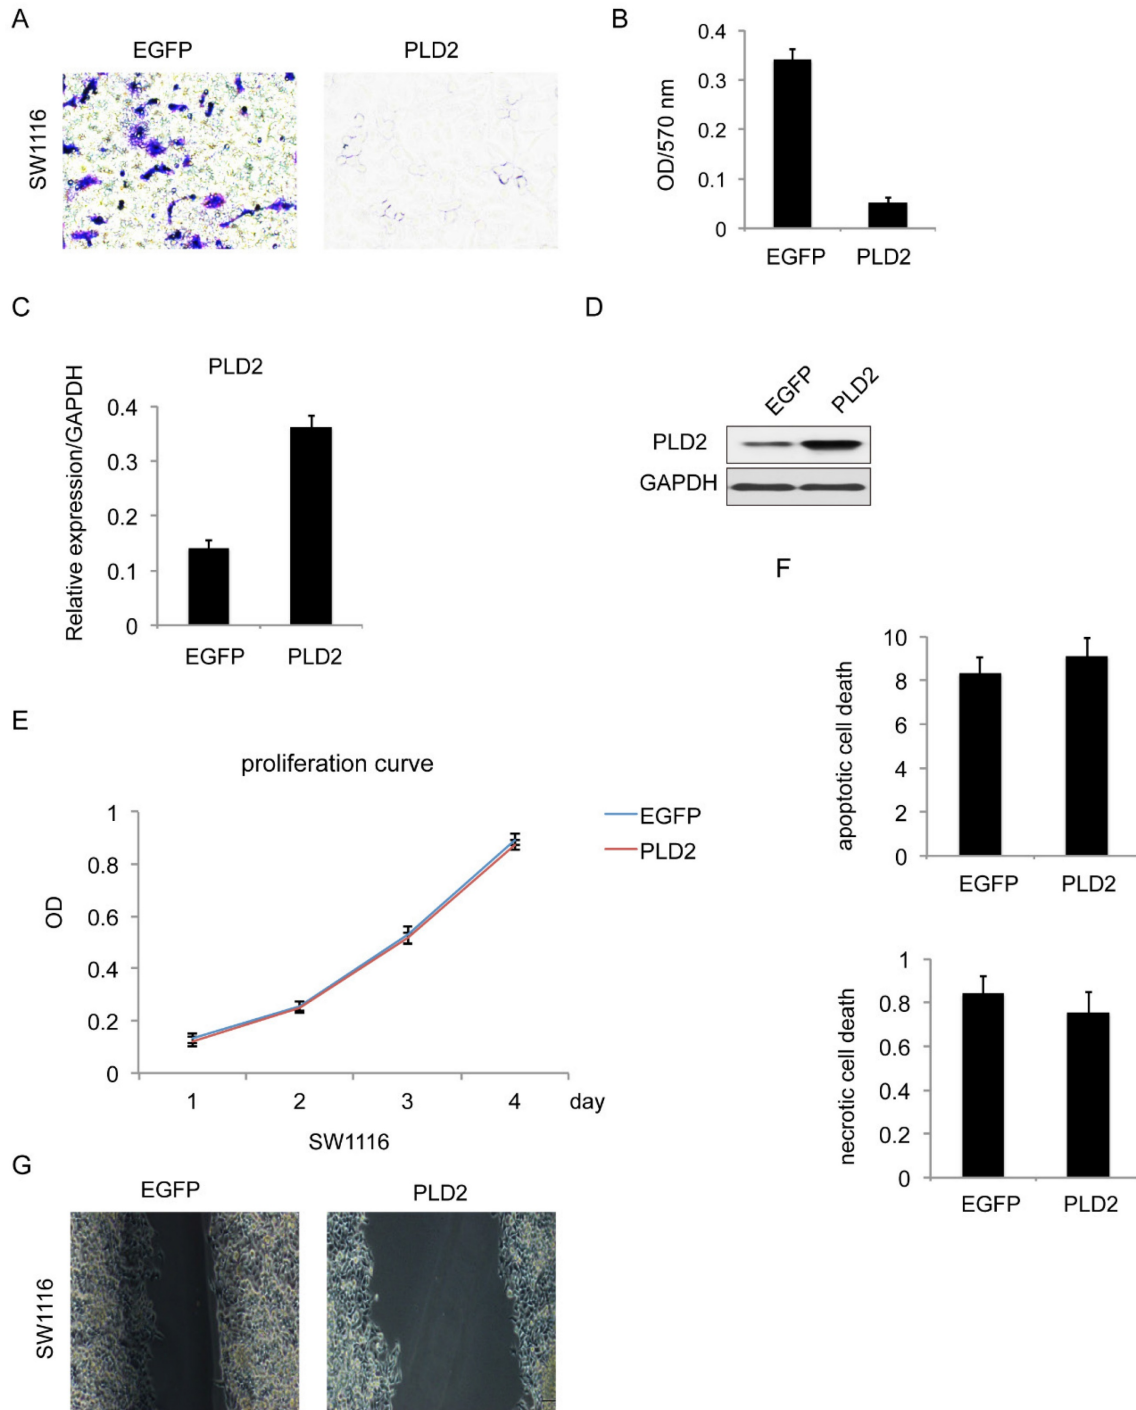 A
B
EGFP
PLD2
SW1116
OD/570 nm
0.4
0.3
0.2
0.1
0
EGFP
PLD2
C
D
PLD2
Relative expression/GAPDH
0.4
0.3
0.2
0.1
0
EGFP
PLD2
EGFP
PLD2
PLD2
GAPDH
E
F
proliferation curve
OD
1
0.8
0.6
0.4
0.2
0
1
2
3
4
day
SW1116
EGFP
PLD2
apoptotic cell death
10
8
6
4
2
0
EGFP
PLD2
necrotic cell death
1
0.8
0.6
0.4
0.2
0
EGFP
PLD2
G
EGFP
PLD2
SW1116